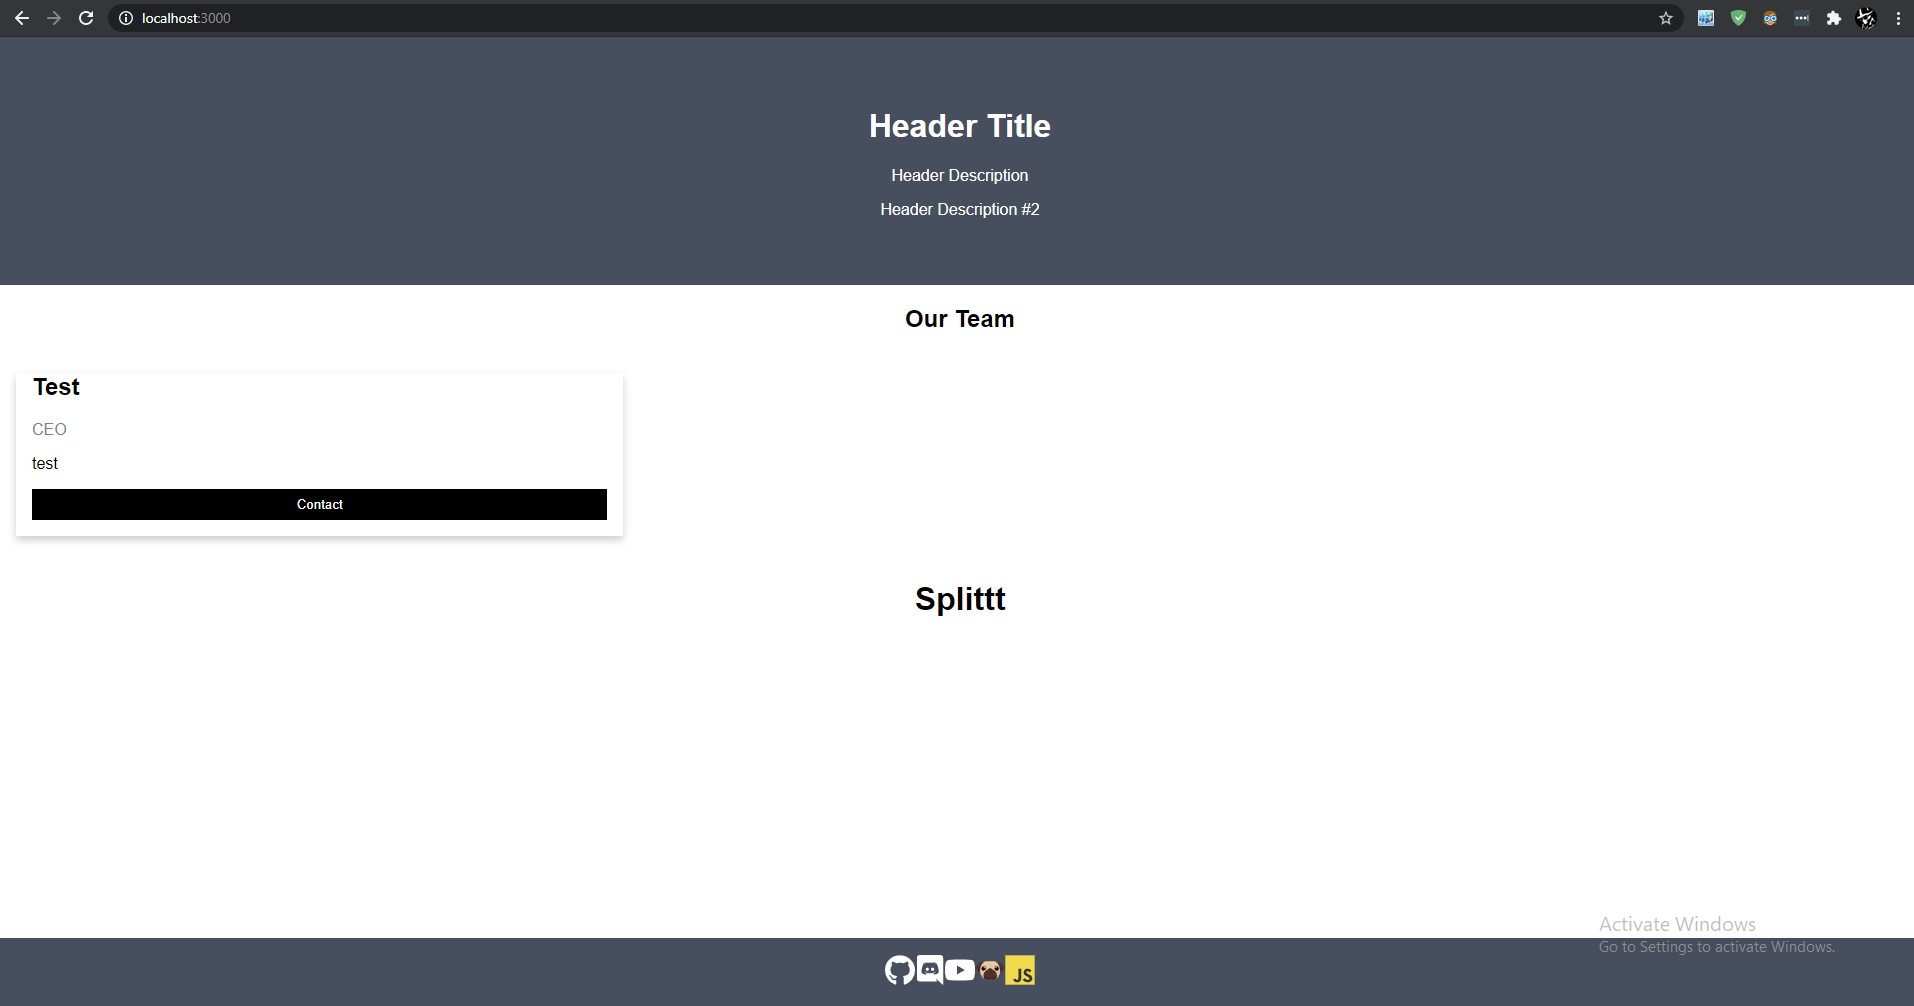 localhost:3000
Header Title
Header Description
Header Description #2
Our Team
Test
CEO
test
Contact
Splittt
Activate Windows
Go to Settings to activate Windows.
JS